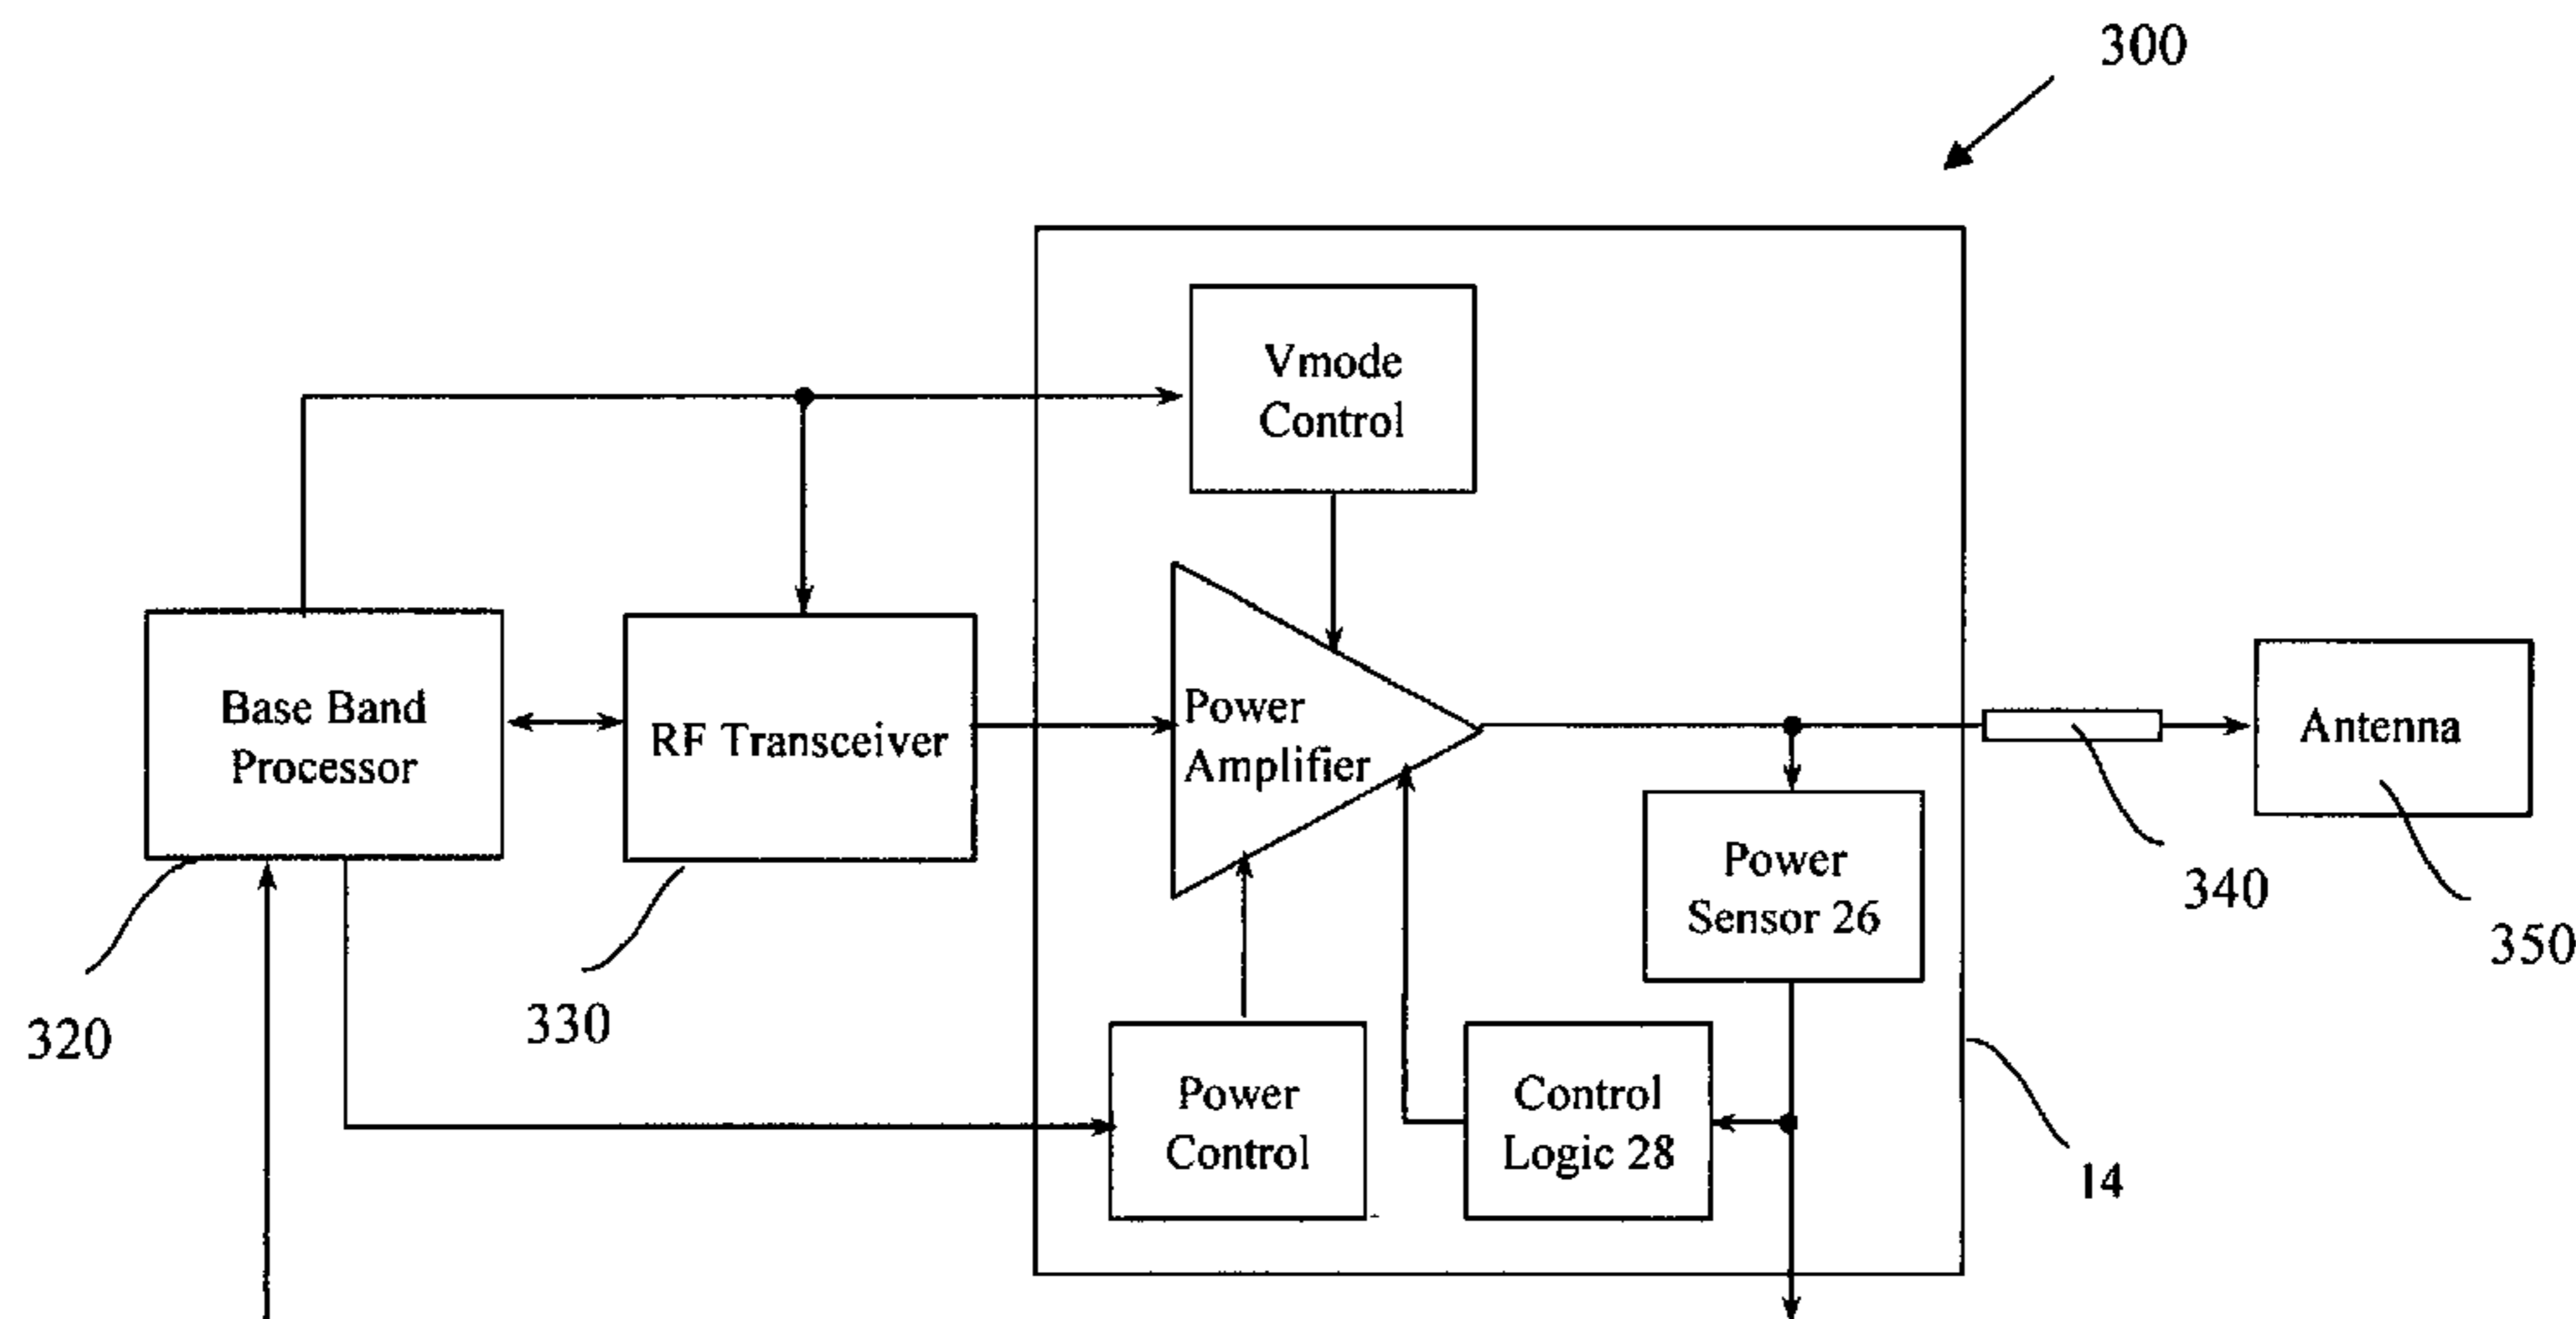 300
Vmode
Control
Base Band
Processor
RF Transceiver
Power
Amplifier
Antenna
Power
Sensor 26
340
350
320
330
Power
Control
Control
Logic 28
14